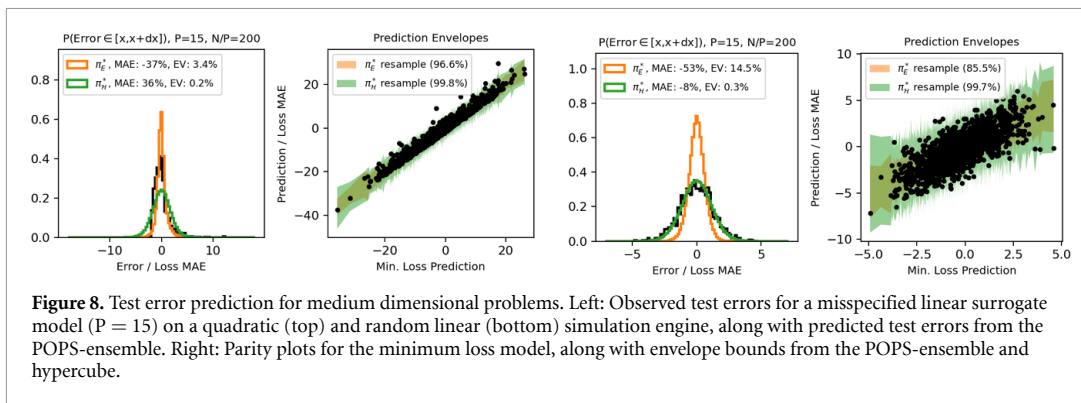 P(Error∈[x,x+dx]), P=15, N/P=200
π*_E, MAE: -37%, EV: 3.4%
π*_H, MAE: 36%, EV: 0.2%
0.8
0.6
0.4
0.2
0.0
−10
0
10
Error / Loss MAE
Prediction Envelopes
π*_E resample (96.6%)
π*_H resample (99.8%)
Prediction / Loss MAE
20
0
−20
−40
−20
0
20
Min. Loss Prediction
P(Error∈[x,x+dx]), P=15, N/P=200
π*_E, MAE: -53%, EV: 14.5%
π*_H, MAE: -8%, EV: 0.3%
1.0
0.8
0.6
0.4
0.2
0.0
−5
0
5
Error / Loss MAE
Prediction Envelopes
π*_E resample (85.5%)
π*_H resample (99.7%)
Prediction / Loss MAE
10
5
0
−5
−10
−5.0
−2.5
0.0
2.5
5.0
Min. Loss Prediction
Figure 8. Test error prediction for medium dimensional problems. Left: Observed test errors for a misspecified linear surrogate
model (P = 15) on a quadratic (top) and random linear (bottom) simulation engine, along with predicted test errors from the
POPS-ensemble. Right: Parity plots for the minimum loss model, along with envelope bounds from the POPS-ensemble and
hypercube.